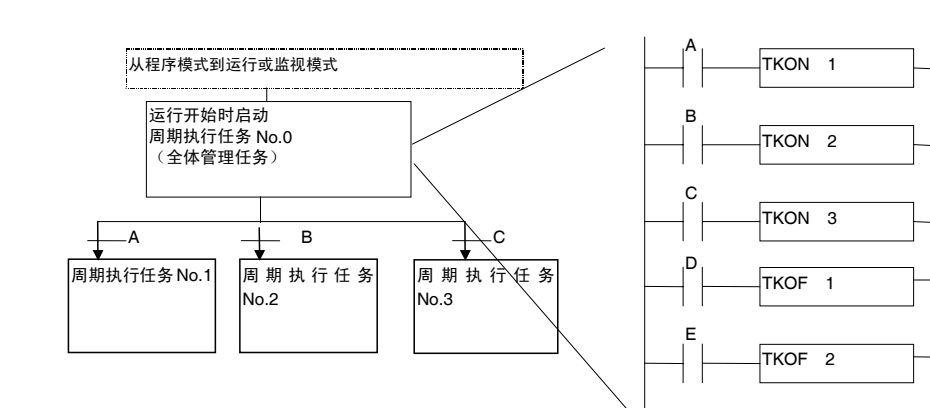 从程序模式到运行或监视模式
运行开始时启动
周期执行任务 No.0
（全体管理任务）
A
B
C
周期执行任务 No.1
周期执行任务
No.2
周期执行任务
No.3
A
TKON 1
B
TKON 2
C
TKON 3
D
TKOF 1
E
TKOF 2